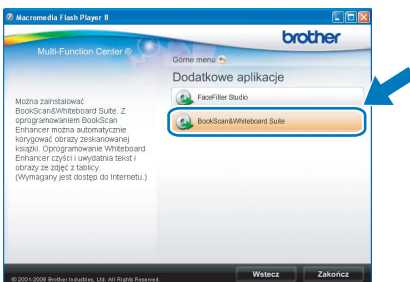 Macromedia Flash Player 8
brother
Multi-Function Center ®
Górne menu
Dodatkowe aplikacje
FaceFilter Studio
BookScan&Whiteboard Suite
Można zainstalować
BookScan&Whiteboard Suite. Z
oprogramowaniem BookScan
Enhancer można automatycznie
korygować obrazy zeskanowanej
książki. Oprogramowanie Whiteboard
Enhancer czyści i uwydatnia tekst i
obrazy ze zdjęć z tablicy.
(Wymagany jest dostęp do Internetu.)
Wstecz
Zakończ
© 2001-2008 Brother Industries, Ltd. All Rights Reserved.